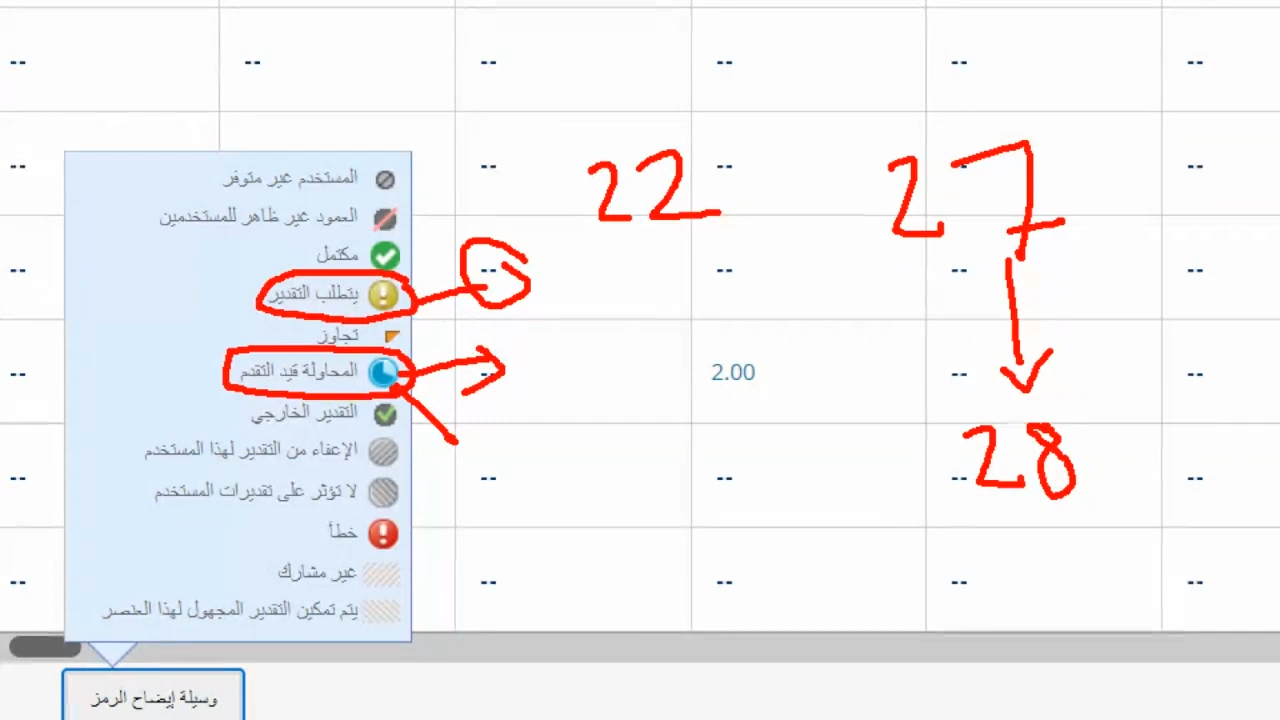 -- -- -- -- -- --
-- -- -- -- --
22 27
المستخدم غير متوفر
العمود غير ظاهر للمستخدمين
مكتمل
-- -- -- --
يتطلب التقدير
تجاوز
المحاولة قيد التقدم
-- -- 2.00 -- --
التقدير الخارجي
28
الإعفاء من التقدير لهذا المستخدم
-- -- -- -- --
لا تؤثر على تقديرات المستخدم
خطأ
غير مشارك
-- -- -- -- --
يتم تمكين التقدير المجهول لهذا العنصر
وسيلة إيضاح الرمز